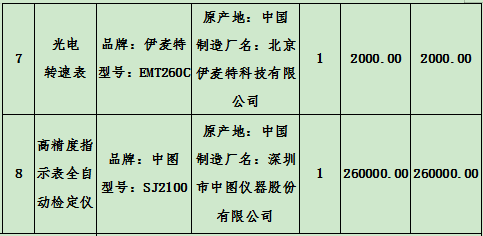 7
光电
转速表
品牌：伊麦特
型号：EMT260C
原产地：中国
制造厂名：北京
伊麦特科技有限
公司
1
2000.00
2000.00
8
高精度指
示表全自
动检定仪
品牌：中图
型号：SJ2100
原产地：中国
制造厂名：深圳
市中图仪器股份
有限公司
1
260000.00
260000.00